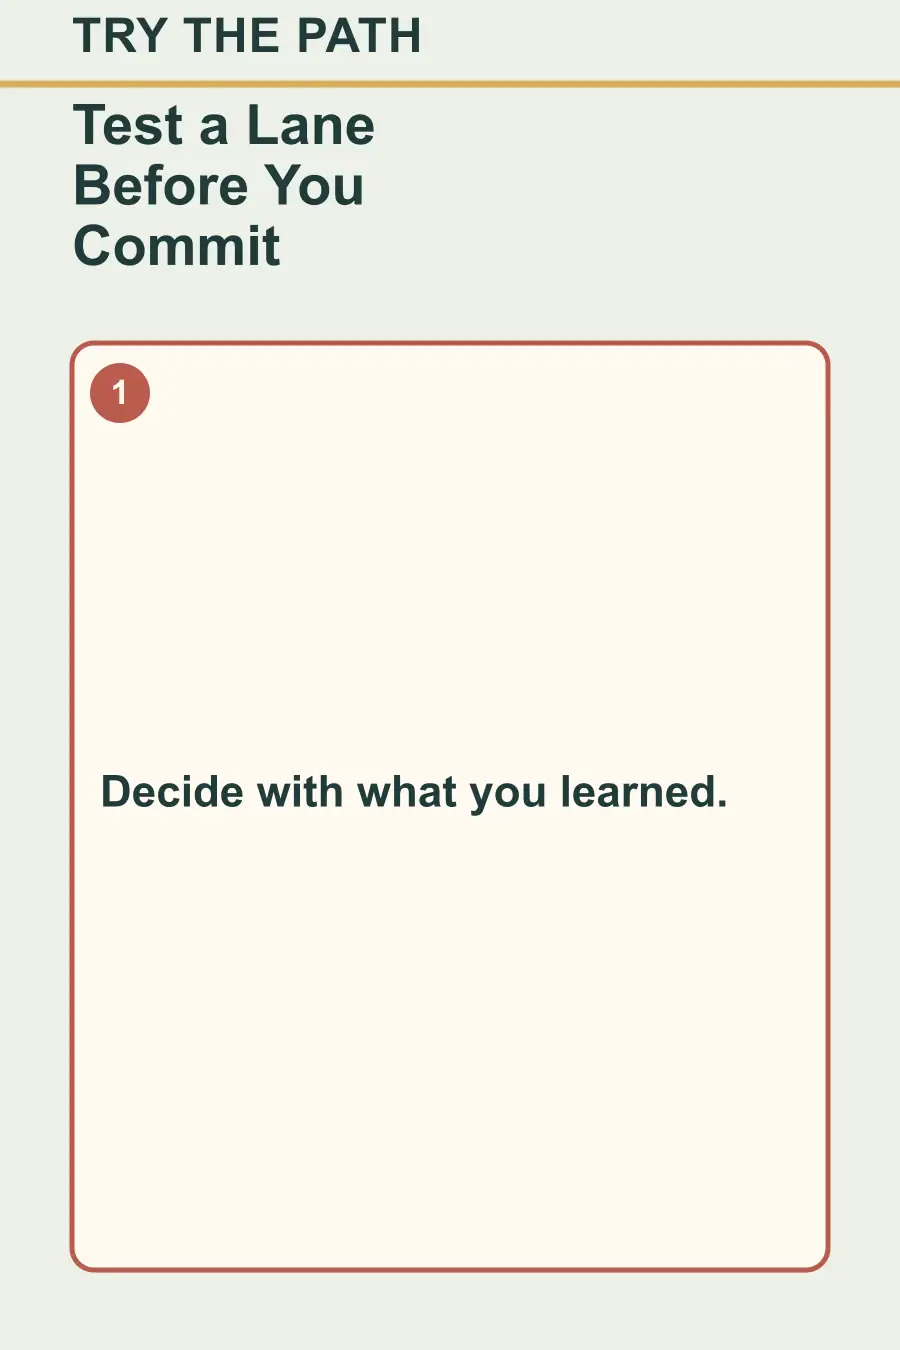 TRY THE PATH
Test a Lane
Before You
Commit
1
Decide with what you learned.